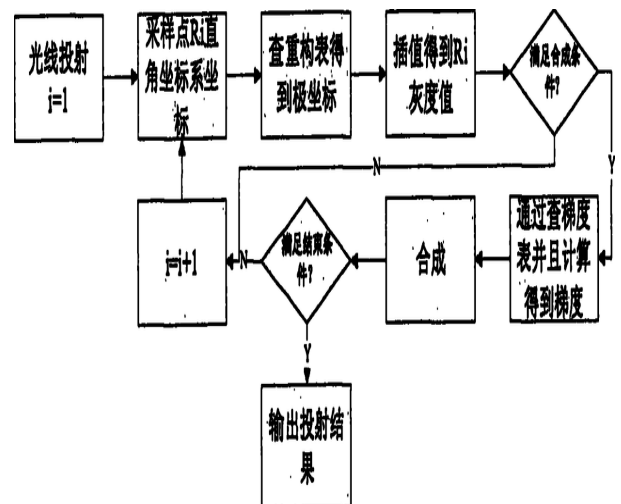 光线投射
i=1
采样点Ri直
角坐标系坐
标
查重构表得
到极坐标
插值得到Ri
灰度值
满足合成条
件?
Y
N
通过查梯度
表并且计算
得到梯度
合成
满足结束条
件?
N
i=i+1
Y
输出投射结
果